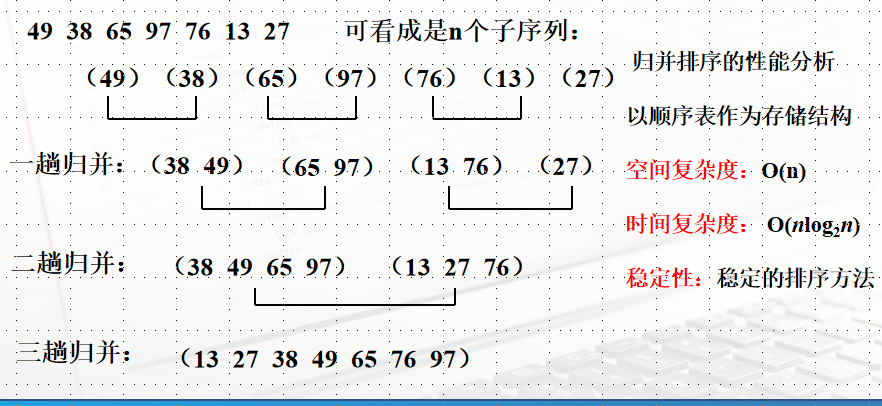 49 38 65 97 76 13 27 可看成是n个子序列：
（49）（38）（65）（97）（76）（13）（27）
一趟归并：（38 49）（65 97）（13 76）（27）
二趟归并：（38 49 65 97）（13 27 76）
三趟归并：（13 27 38 49 65 76 97）
归并排序的性能分析
以顺序表作为存储结构
空间复杂度：O(n)
时间复杂度：O(nlog₂n)
稳定性：稳定的排序方法